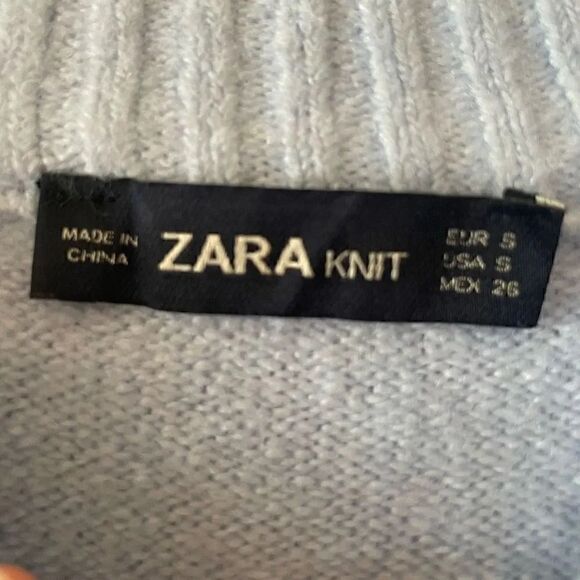 MADE IN
CHINA
ZARA KNIT
EUR S
USA S
MEX 26